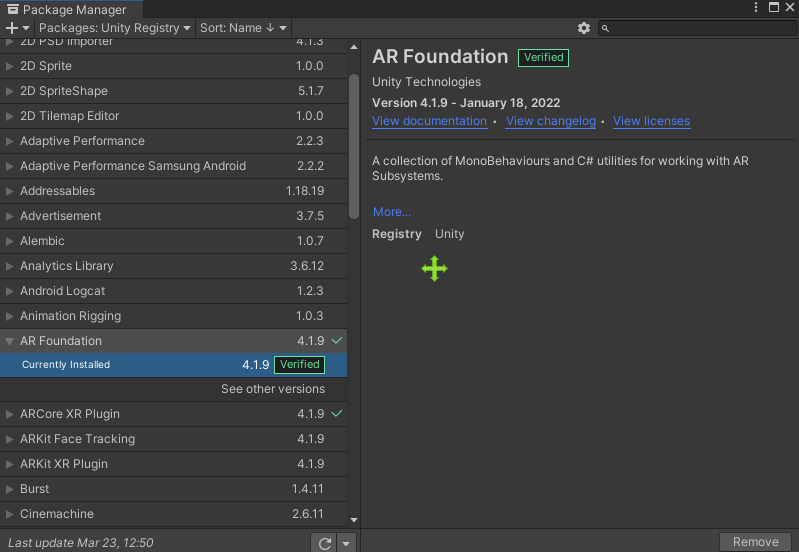 Package Manager
Packages: Unity Registry
Sort: Name ↓
2D PSD Importer 4.1.3
2D Sprite 1.0.0
2D SpriteShape 5.1.7
2D Tilemap Editor 1.0.0
Adaptive Performance 2.2.3
Adaptive Performance Samsung Android 2.2.2
Addressables 1.18.19
Advertisement 3.7.5
Alembic 1.0.7
Analytics Library 3.6.12
Android Logcat 1.2.3
Animation Rigging 1.0.3
AR Foundation 4.1.9
Currently Installed 4.1.9 Verified
See other versions
ARCore XR Plugin 4.1.9
ARKit Face Tracking 4.1.9
ARKit XR Plugin 4.1.9
Burst 1.4.11
Cinemachine 2.6.11
Last update Mar 23, 12:50
AR Foundation Verified
Unity Technologies
Version 4.1.9 - January 18, 2022
View documentation • View changelog • View licenses
A collection of MonoBehaviours and C# utilities for working with AR
Subsystems.
More...
Registry Unity
Remove